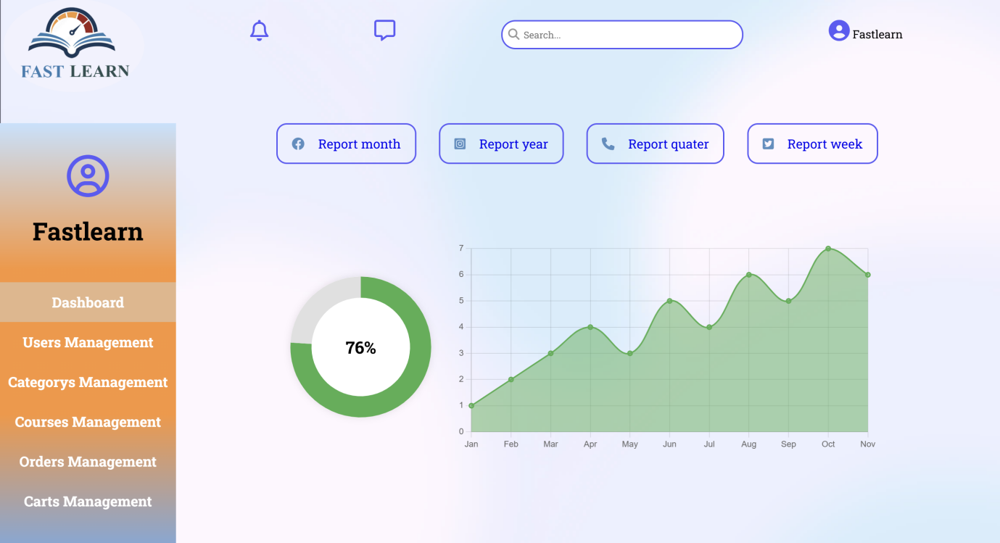 FAST LEARN
Search...
Fastlearn
Report month
Report year
Report quater
Report week
Fastlearn
Dashboard
Users Management
Categorys Management
Courses Management
Orders Management
Carts Management
76%
7
6
5
4
3
2
1
0
Jan Feb Mar Apr May Jun Jul Aug Sep Oct Nov